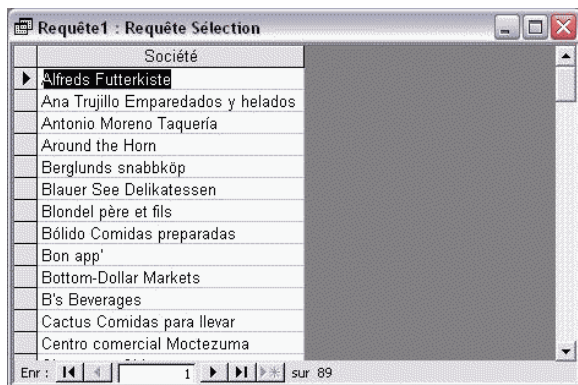 Requête1 : Requête Sélection
Société
Alfreds Futterkiste
Ana Trujillo Emparedados y helados
Antonio Moreno Taquería
Around the Horn
Berglunds snabbköp
Blauer See Delikatessen
Blondel père et fils
Bólido Comidas preparadas
Bon app'
Bottom-Dollar Markets
B's Beverages
Cactus Comidas para llevar
Centro comercial Moctezuma
Enr : 1 sur 89